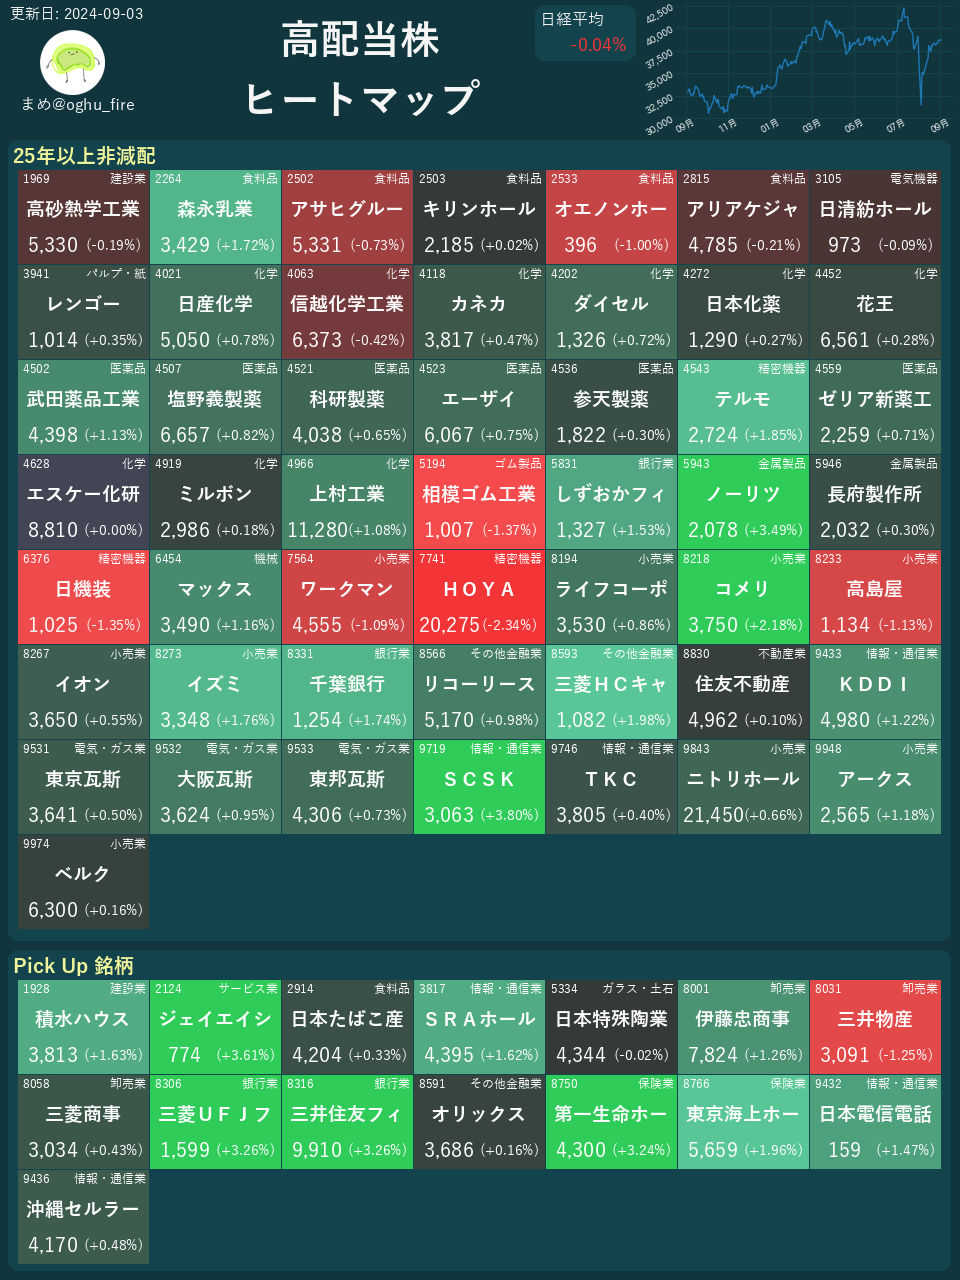 更新日: 2024-09-03
まめ@oghu_fire
高配当株
ヒートマップ
日経平均
-0.04%
42,500
40,000
37,500
35,000
32,500
30,000
09月 11月 01月 03月 05月 07月 09月
25年以上非減配
1969 建設業 2264 食料品 2502 食料品 2503 食料品 2533 食料品 2815 食料品 3105 電気機器
高砂熱学工業 森永乳業 アサヒグルー キリンホール オエノンホー アリアケジャ 日清紡ホール
5,330 (-0.19%) 3,429 (+1.72%) 5,331 (-0.73%) 2,185 (+0.02%) 396 (-1.00%) 4,785 (-0.21%) 973 (-0.09%)
3941 パルプ・紙 4021 化学 4063 化学 4118 化学 4202 化学 4272 化学 4452 化学
レンゴー 日産化学 信越化学工業 カネカ ダイセル 日本化薬 花王
1,014 (+0.35%) 5,050 (+0.78%) 6,373 (-0.42%) 3,817 (+0.47%) 1,326 (+0.72%) 1,290 (+0.27%) 6,561 (+0.28%)
4502 医薬品 4507 医薬品 4521 医薬品 4523 医薬品 4536 医薬品 4543 精密機器 4559 医薬品
武田薬品工業 塩野義製薬 科研製薬 エーザイ 参天製薬 テルモ ゼリア新薬工
4,398 (+1.13%) 6,657 (+0.82%) 4,038 (+0.65%) 6,067 (+0.75%) 1,822 (+0.30%) 2,724 (+1.85%) 2,259 (+0.71%)
4628 化学 4919 化学 4966 化学 5194 ゴム製品 5831 銀行業 5943 金属製品 5946 金属製品
エスケー化研 ミルボン 上村工業 相模ゴム工業 しずおかフィ ノーリツ 長府製作所
8,810 (+0.00%) 2,986 (+0.18%) 11,280 (+1.08%) 1,007 (-1.37%) 1,327 (+1.53%) 2,078 (+3.49%) 2,032 (+0.30%)
6376 精密機器 6454 機械 7564 小売業 7741 精密機器 8194 小売業 8218 小売業 8233 小売業
日機装 マックス ワークマン ＨＯＹＡ ライフコーポ コメリ 高島屋
1,025 (-1.35%) 3,490 (+1.16%) 4,555 (-1.09%) 20,275 (-2.34%) 3,530 (+0.86%) 3,750 (+2.18%) 1,134 (-1.13%)
8267 小売業 8273 小売業 8331 銀行業 8566 その他金融業 8593 その他金融業 8830 不動産業 9433 情報・通信業
イオン イズミ 千葉銀行 リコーリース 三菱ＨＣキャ 住友不動産 ＫＤＤＩ
3,650 (+0.55%) 3,348 (+1.76%) 1,254 (+1.74%) 5,170 (+0.98%) 1,082 (+1.98%) 4,962 (+0.10%) 4,980 (+1.22%)
9531 電気・ガス業 9532 電気・ガス業 9533 電気・ガス業 9719 情報・通信業 9746 情報・通信業 9843 小売業 9948 小売業
東京瓦斯 大阪瓦斯 東邦瓦斯 ＳＣＳＫ ＴＫＣ ニトリホール アークス
3,641 (+0.50%) 3,624 (+0.95%) 4,306 (+0.73%) 3,063 (+3.80%) 3,805 (+0.40%) 21,450 (+0.66%) 2,565 (+1.18%)
9974 小売業
ベルク
6,300 (+0.16%)
Pick Up 銘柄
1928 建設業 2124 サービス業 2914 食料品 3817 情報・通信業 5334 ガラス・土石 8001 卸売業 8031 卸売業
積水ハウス ジェイエイシ 日本たばこ産 ＳＲＡホール 日本特殊陶業 伊藤忠商事 三井物産
3,813 (+1.63%) 774 (+3.61%) 4,204 (+0.33%) 4,395 (+1.62%) 4,344 (-0.02%) 7,824 (+1.26%) 3,091 (-1.25%)
8058 卸売業 8306 銀行業 8316 銀行業 8591 その他金融業 8750 保険業 8766 保険業 9432 情報・通信業
三菱商事 三菱ＵＦＪフ 三井住友フィ オリックス 第一生命ホー 東京海上ホー 日本電信電話
3,034 (+0.43%) 1,599 (+3.26%) 9,910 (+3.26%) 3,686 (+0.16%) 4,300 (+3.24%) 5,659 (+1.96%) 159 (+1.47%)
9436 情報・通信業
沖縄セルラー
4,170 (+0.48%)